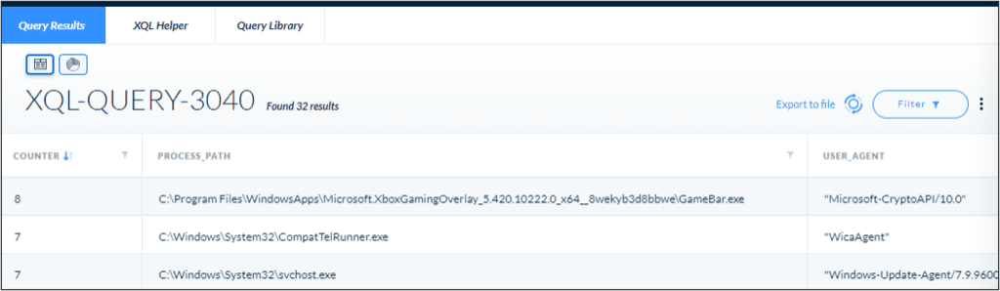 Query Results XQL Helper Query Library
XQL-QUERY-3040 Found 32 results Export to file Filter
COUNTER PROCESS_PATH USER_AGENT
8 C:\Program Files\WindowsApps\Microsoft.XboxGamingOverlay_5.420.10222.0_x64__8wekyb3d8bbwe\GameBar.exe "Microsoft-CryptoAPI/10.0"
7 C:\Windows\System32\CompatTelRunner.exe "WicaAgent"
7 C:\Windows\System32\svchost.exe "Windows-Update-Agent/7.9.9600